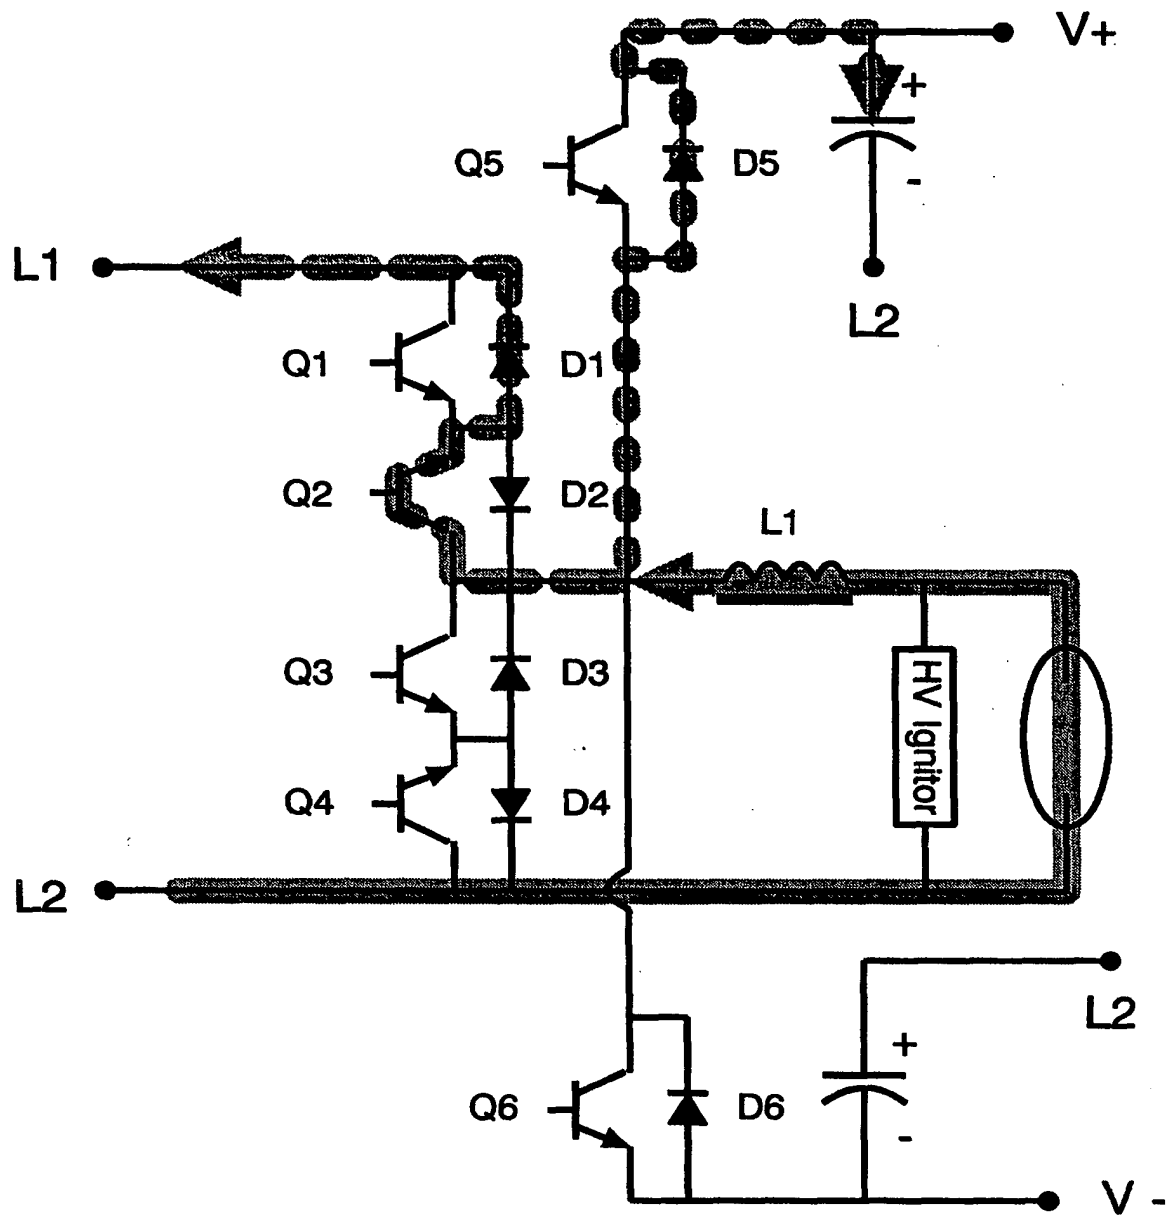 V+
+
Q5
D5
-
L1
L2
Q1
D1
Q2
D2
L1
Q3
D3
HV Ignitor
Q4
D4
L2
L2
+
Q6
D6
-
V -